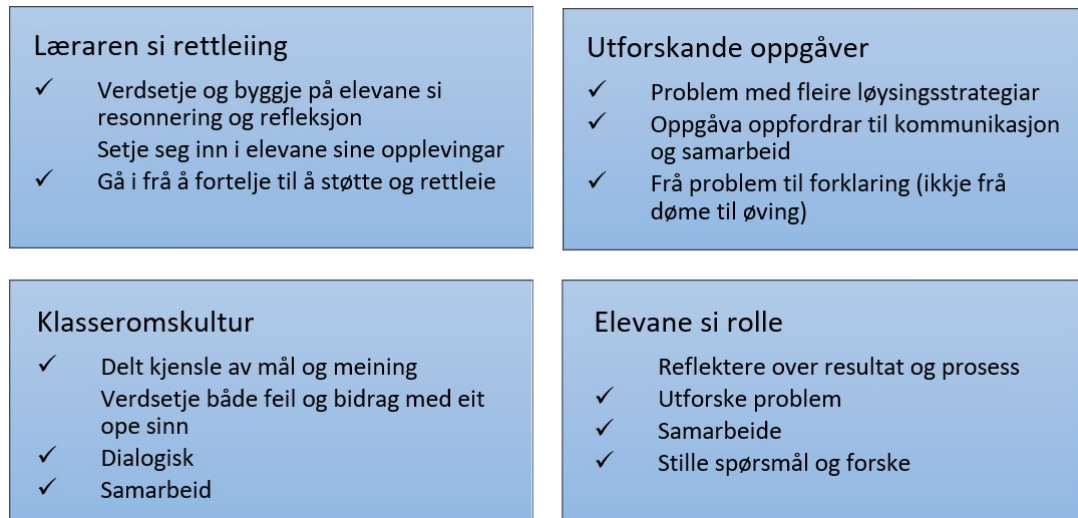 Læraren si rettleiing
✓ Verdsetje og byggje på elevane si
resonnering og refleksjon
Setje seg inn i elevane sine opplevingar
✓ Gå i frå å fortelje til å støtte og rettleie
Utforskande oppgåver
✓ Problem med fleire løysingsstrategiar
✓ Oppgåva oppfordrar til kommunikasjon
og samarbeid
✓ Frå problem til forklaring (ikkje frå
døme til øving)
Klasseromskultur
✓ Delt kjensle av mål og meining
Verdsetje både feil og bidrag med eit
ope sinn
✓ Dialogisk
✓ Samarbeid
Elevane si rolle
Reflektere over resultat og prosess
✓ Utforske problem
✓ Samarbeide
✓ Stille spørsmål og forske